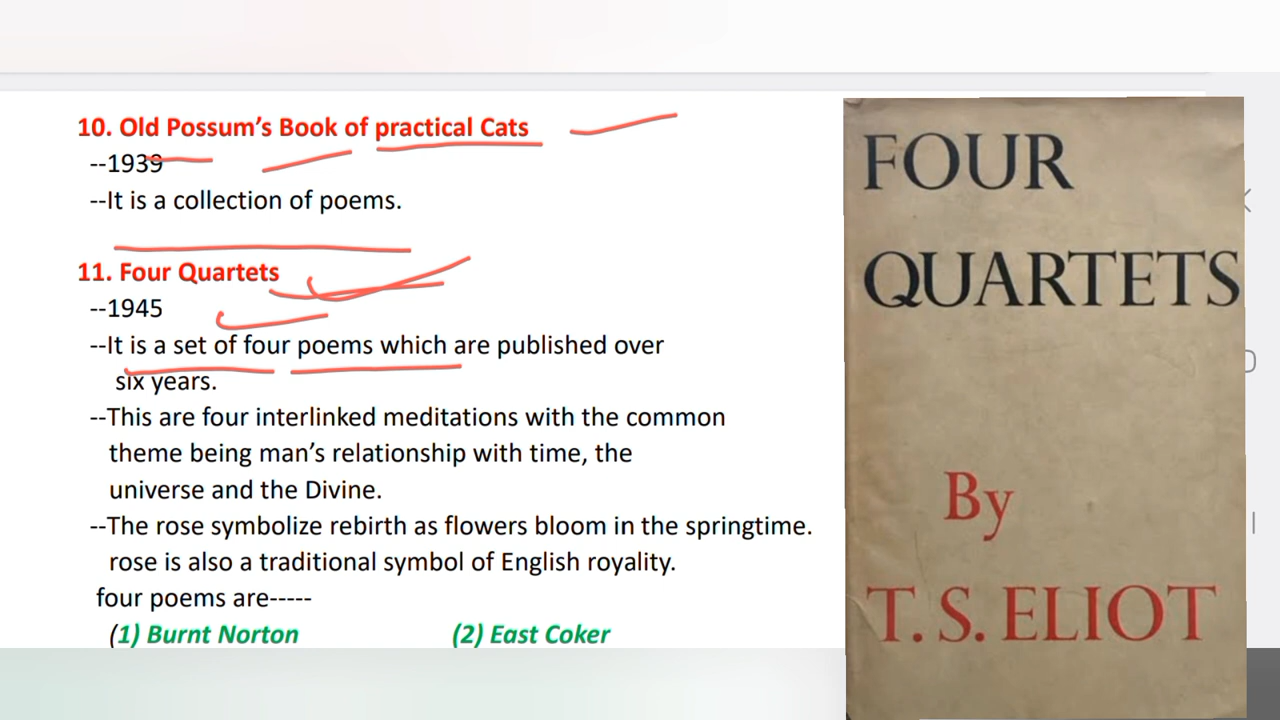 10. Old Possum's Book of practical Cats
--1939
--It is a collection of poems.
11. Four Quartets
--1945
--It is a set of four poems which are published over
six years.
--This are four interlinked meditations with the common
theme being man's relationship with time, the
universe and the Divine.
--The rose symbolize rebirth as flowers bloom in the springtime.
rose is also a traditional symbol of English royality.
four poems are-----
(1) Burnt Norton (2) East Coker
FOUR
QUARTETS
By
T. S. ELIOT